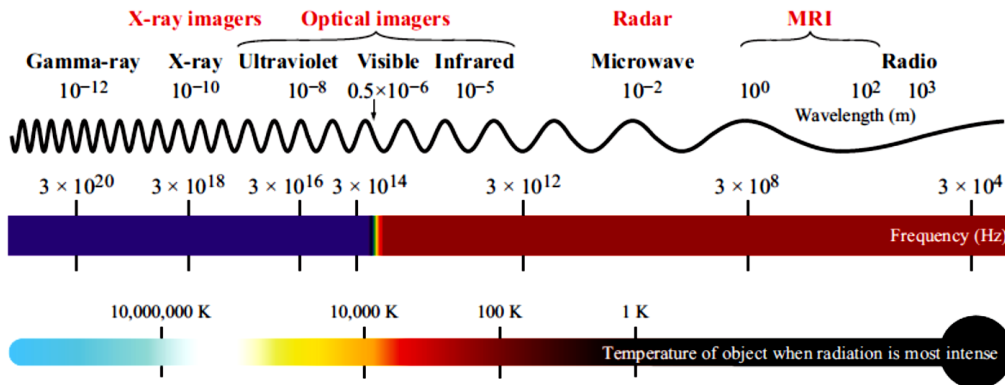 X-ray imagers Optical imagers Radar MRI
Gamma-ray X-ray Ultraviolet Visible Infrared Microwave Radio
10⁻¹² 10⁻¹⁰ 10⁻⁸ 0.5×10⁻⁶ 10⁻⁵ 10⁻² 10⁰ 10² 10³
Wavelength (m)
3 × 10²⁰ 3 × 10¹⁸ 3 × 10¹⁶ 3 × 10¹⁴ 3 × 10¹² 3 × 10⁸ 3 × 10⁴
Frequency (Hz)
10,000,000 K 10,000 K 100 K 1 K
Temperature of object when radiation is most intense